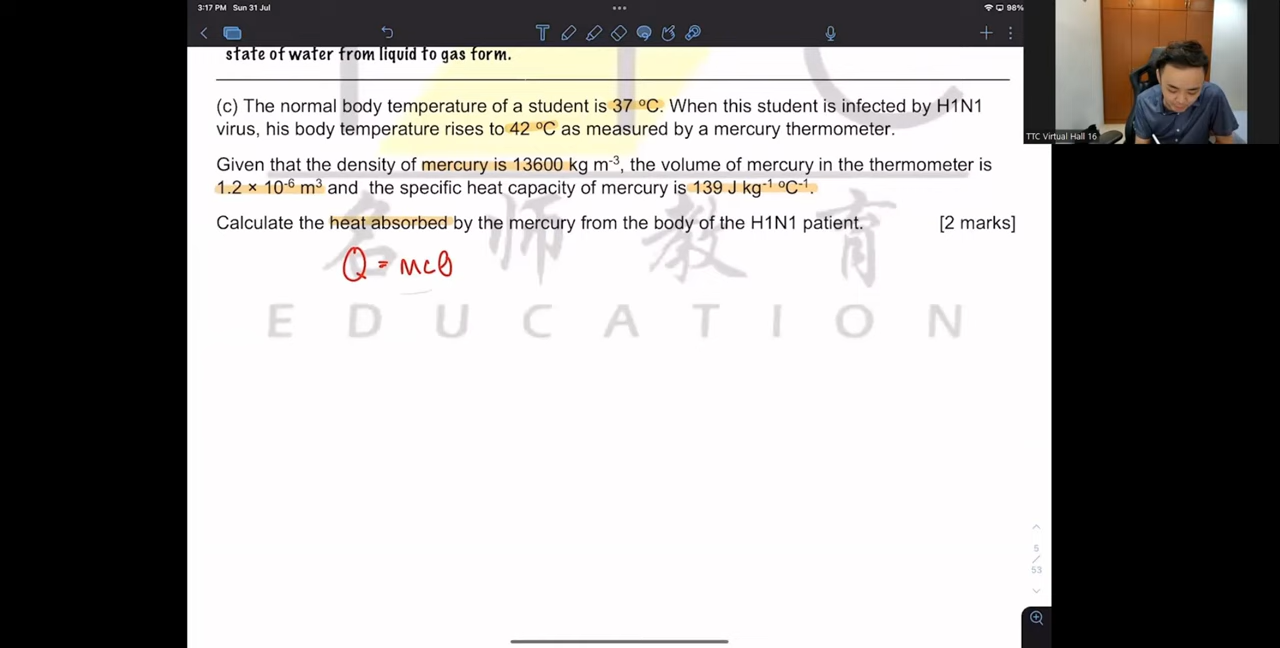 3:17 PM Sun 31 Jul
98%
state of water from liquid to gas form.
(c) The normal body temperature of a student is 37 ºC. When this student is infected by H1N1
virus, his body temperature rises to 42 ºC as measured by a mercury thermometer.
Given that the density of mercury is 13600 kg m⁻³, the volume of mercury in the thermometer is
1.2 × 10⁻⁶ m³ and the specific heat capacity of mercury is 139 J kg⁻¹ ºC⁻¹.
Calculate the heat absorbed by the mercury from the body of the H1N1 patient. [2 marks]
Q = mcθ
名师教育
EDUCATION
TTC Virtual Hall 16
5
/
53